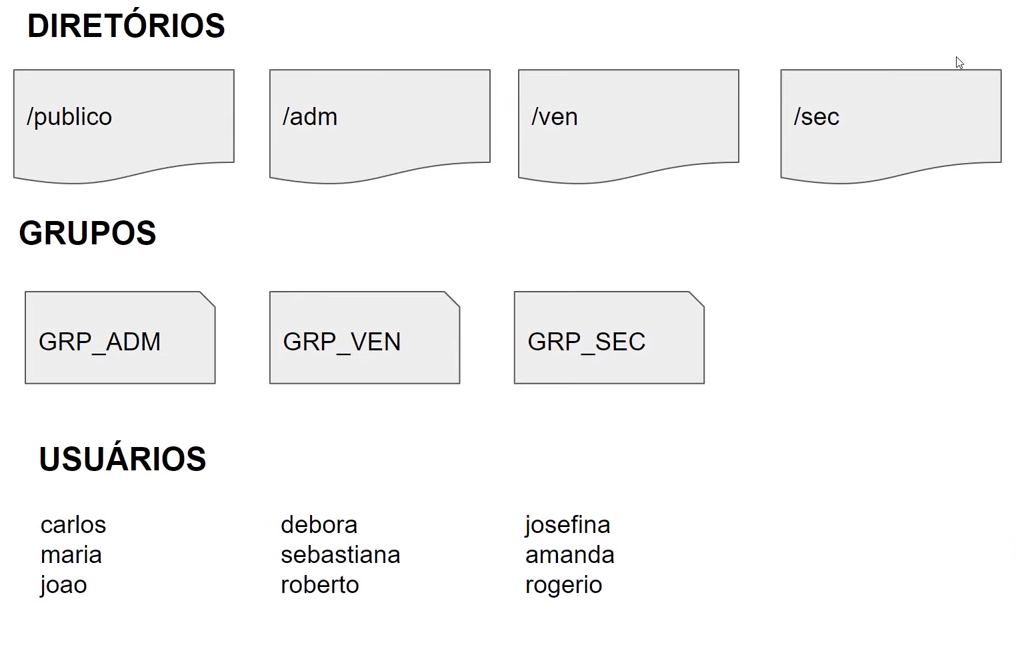 DIRETÓRIOS
/publico
/adm
/ven
/sec
GRUPOS
GRP_ADM
GRP_VEN
GRP_SEC
USUÁRIOS
carlos
maria
joao
debora
sebastiana
roberto
josefina
amanda
rogerio